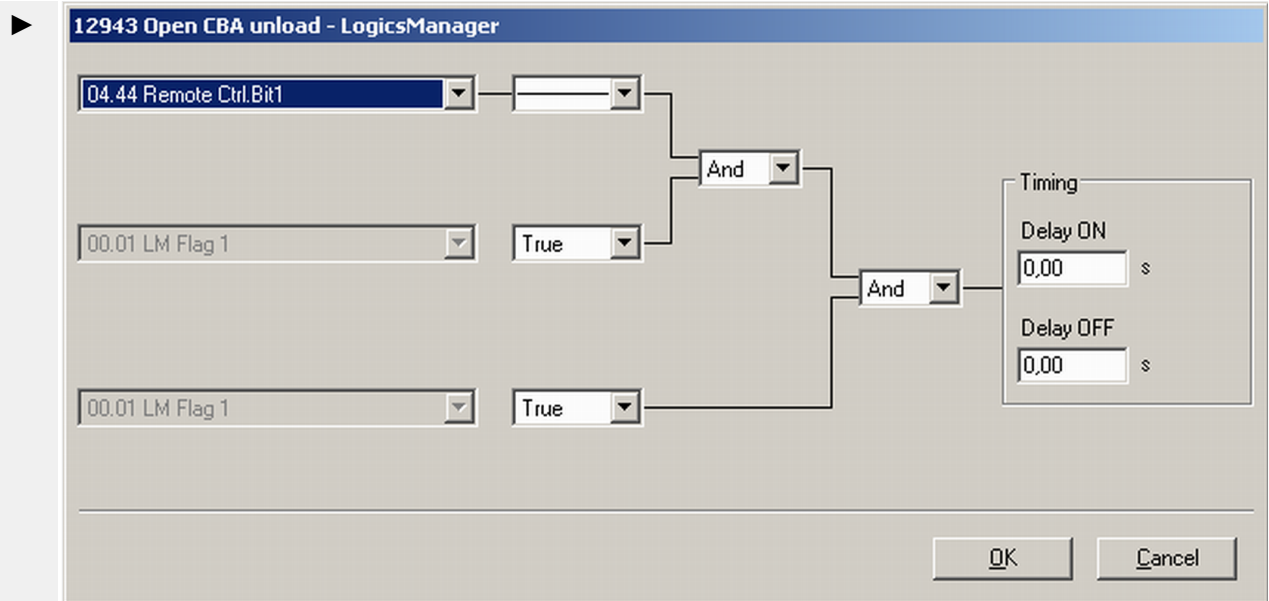 12943 Open CBA unload - LogicsManager
04.44 Remote Ctrl.Bit1
And
Timing
00.01 LM Flag 1 True
Delay ON
0,00 s
And
Delay OFF
0,00 s
00.01 LM Flag 1 True
OK Cancel